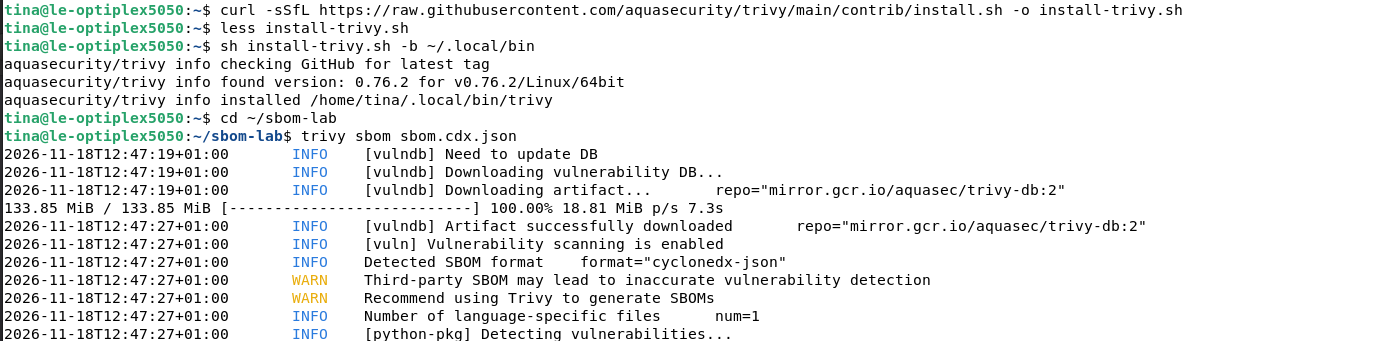 tina@le-optiplex5050:~$ curl -sSfL https://raw.githubusercontent.com/aquasecurity/trivy/main/contrib/install.sh -o install-trivy.sh
tina@le-optiplex5050:~$ less install-trivy.sh
tina@le-optiplex5050:~$ sh install-trivy.sh -b ~/.local/bin
aquasecurity/trivy info checking GitHub for latest tag
aquasecurity/trivy info found version: 0.76.2 for v0.76.2/Linux/64bit
aquasecurity/trivy info installed /home/tina/.local/bin/trivy
tina@le-optiplex5050:~$ cd ~/sbom-lab
tina@le-optiplex5050:~/sbom-lab$ trivy sbom sbom.cdx.json
2026-11-18T12:47:19+01:00       INFO    [vulndb] Need to update DB
2026-11-18T12:47:19+01:00       INFO    [vulndb] Downloading vulnerability DB...
2026-11-18T12:47:19+01:00       INFO    [vulndb] Downloading artifact...       repo="mirror.gcr.io/aquasec/trivy-db:2"
133.85 MiB / 133.85 MiB [---------------------------] 100.00% 18.81 MiB p/s 7.3s
2026-11-18T12:47:27+01:00       INFO    [vulndb] Artifact successfully downloaded       repo="mirror.gcr.io/aquasec/trivy-db:2"
2026-11-18T12:47:27+01:00       INFO    [vuln] Vulnerability scanning is enabled
2026-11-18T12:47:27+01:00       INFO    Detected SBOM format    format="cyclonedx-json"
2026-11-18T12:47:27+01:00       WARN    Third-party SBOM may lead to inaccurate vulnerability detection
2026-11-18T12:47:27+01:00       WARN    Recommend using Trivy to generate SBOMs
2026-11-18T12:47:27+01:00       INFO    Number of language-specific files      num=1
2026-11-18T12:47:27+01:00       INFO    [python-pkg] Detecting vulnerabilities...